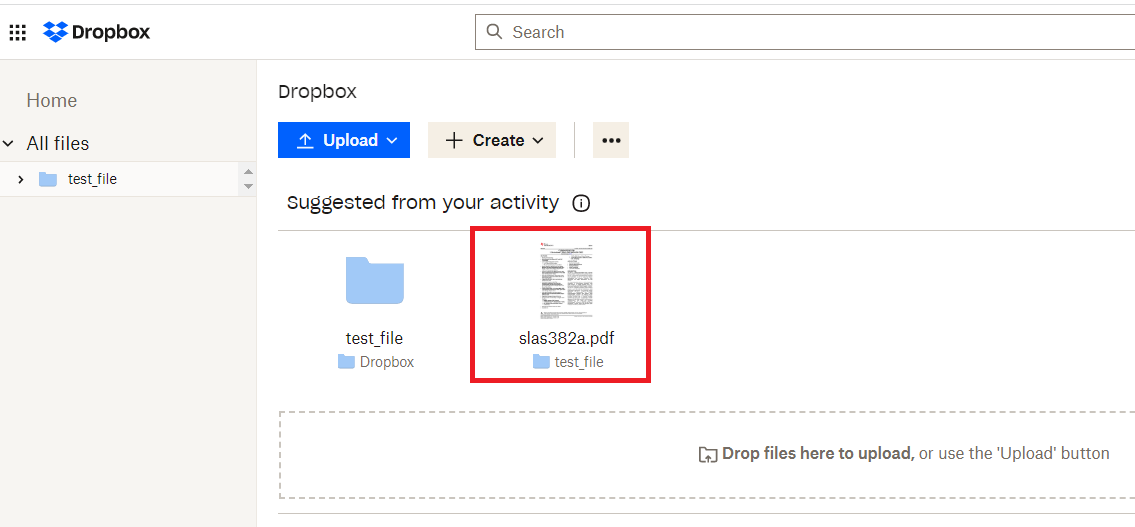 Dropbox
Search
Home
All files
test_file
Dropbox
Upload
Create
Suggested from your activity
test_file
Dropbox
slas382a.pdf
test_file
Drop files here to upload, or use the 'Upload' button